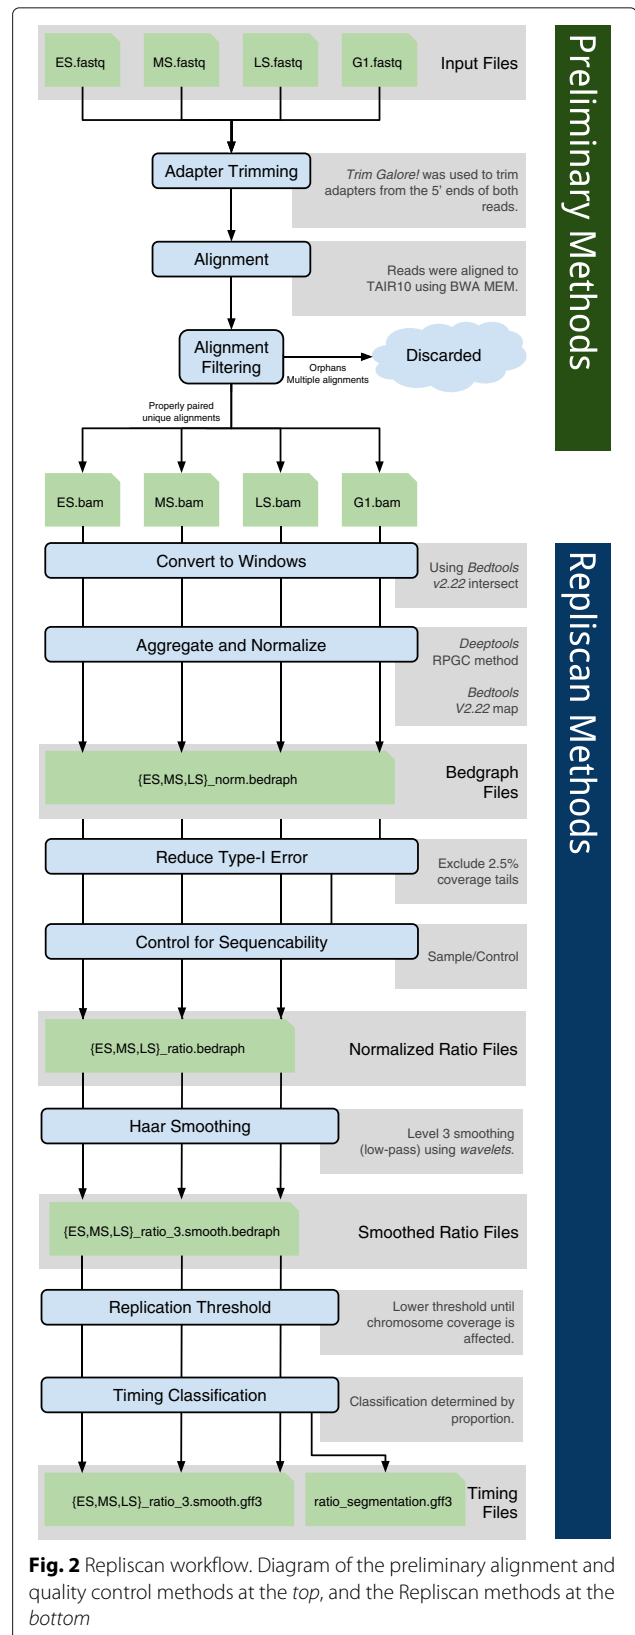 ES.fastq
MS.fastq
LS.fastq
G1.fastq
Input Files
Preliminary Methods
Adapter Trimming
Trim Galore! was used to trim
adapters from the 5' ends of both
reads.
Alignment
Reads were aligned to
TAIR10 using BWA MEM.
Alignment
Filtering
Orphans
Multiple alignments
Discarded
Properly paired
unique alignments
ES.bam
MS.bam
LS.bam
G1.bam
Repliscan Methods
Convert to Windows
Using Bedtools
v2.22 intersect
Aggregate and Normalize
Deeptools
RPGC method
Bedtools
V2.22 map
{ES,MS,LS}_norm.bedraph
Bedgraph
Files
Reduce Type-I Error
Exclude 2.5%
coverage tails
Control for Sequencability
Sample/Control
{ES,MS,LS}_ratio.bedraph
Normalized Ratio Files
Haar Smoothing
Level 3 smoothing
(low-pass) using wavelets.
{ES,MS,LS}_ratio_3.smooth.bedraph
Smoothed Ratio Files
Replication Threshold
Lower threshold until
chromosome coverage is
affected.
Timing Classification
Classification determined by
proportion.
{ES,MS,LS}_ratio_3.smooth.gff3
ratio_segmentation.gff3
Timing
Files
Fig. 2 Repliscan workflow. Diagram of the preliminary alignment and
quality control methods at the top, and the Repliscan methods at the
bottom